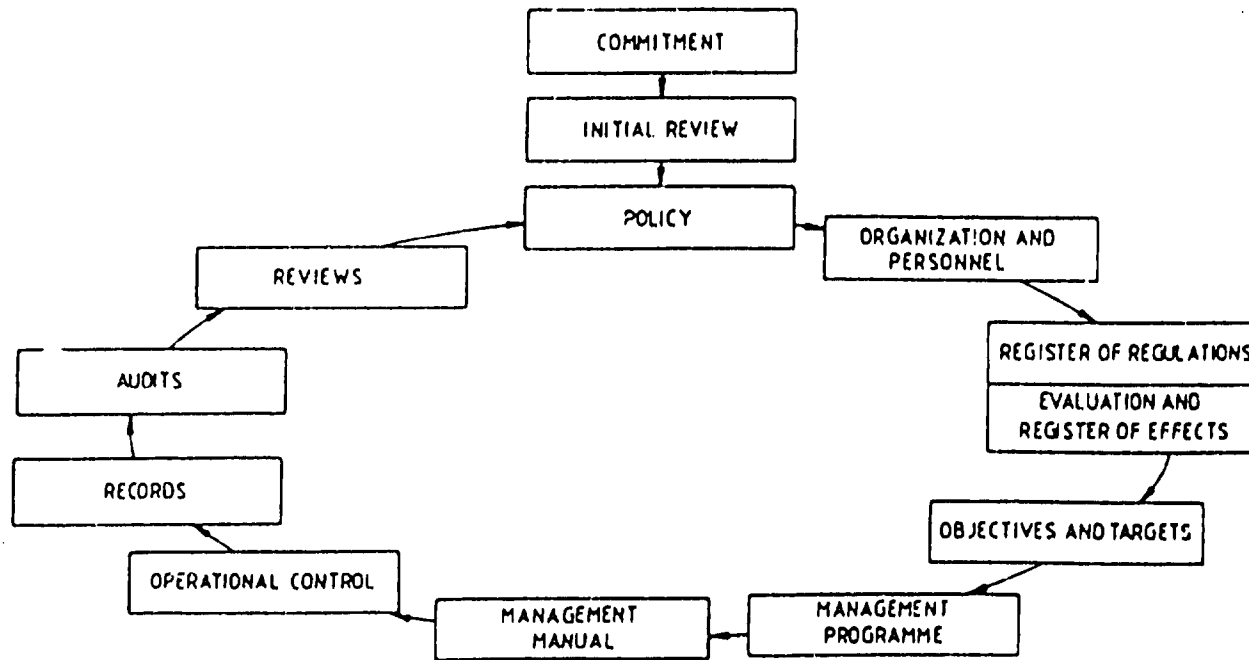 COMMITMENT
INITIAL REVIEW
POLICY
ORGANIZATION AND
PERSONNEL
REGISTER OF REGULATIONS
EVALUATION AND
REGISTER OF EFFECTS
OBJECTIVES AND TARGETS
MANAGEMENT
PROGRAMME
MANAGEMENT
MANUAL
OPERATIONAL CONTROL
RECORDS
AUDITS
REVIEWS